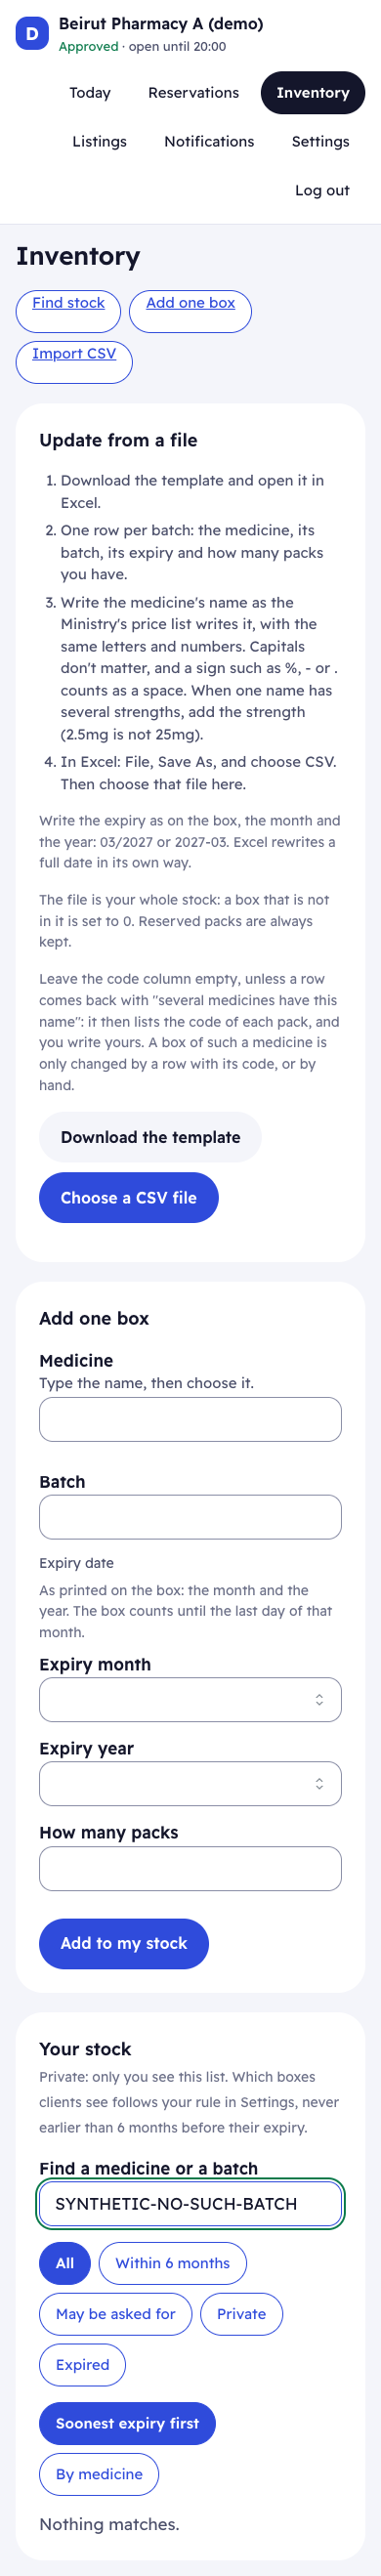 D
Beirut Pharmacy A (demo)
Approved · open until 20:00
Today Reservations Inventory
Listings Notifications Settings
Log out
Inventory
Find stock Add one box
Import CSV
Update from a file
1. Download the template and open it in
Excel.
2. One row per batch: the medicine, its
batch, its expiry and how many packs
you have.
3. Write the medicine's name as the
Ministry's price list writes it, with the
same letters and numbers. Capitals
don't matter, and a sign such as %, - or .
counts as a space. When one name has
several strengths, add the strength
(2.5mg is not 25mg).
4. In Excel: File, Save As, and choose CSV.
Then choose that file here.
Write the expiry as on the box, the month and
the year: 03/2027 or 2027-03. Excel rewrites a
full date in its own way.
The file is your whole stock: a box that is not
in it is set to 0. Reserved packs are always
kept.
Leave the code column empty, unless a row
comes back with "several medicines have this
name": it then lists the code of each pack, and
you write yours. A box of such a medicine is
only changed by a row with its code, or by
hand.
Download the template
Choose a CSV file
Add one box
Medicine
Type the name, then choose it.
Batch
Expiry date
As printed on the box: the month and the
year. The box counts until the last day of that
month.
Expiry month
Expiry year
How many packs
Add to my stock
Your stock
Private: only you see this list. Which boxes
clients see follows your rule in Settings, never
earlier than 6 months before their expiry.
Find a medicine or a batch
SYNTHETIC-NO-SUCH-BATCH
All Within 6 months
May be asked for Private
Expired
Soonest expiry first
By medicine
Nothing matches.